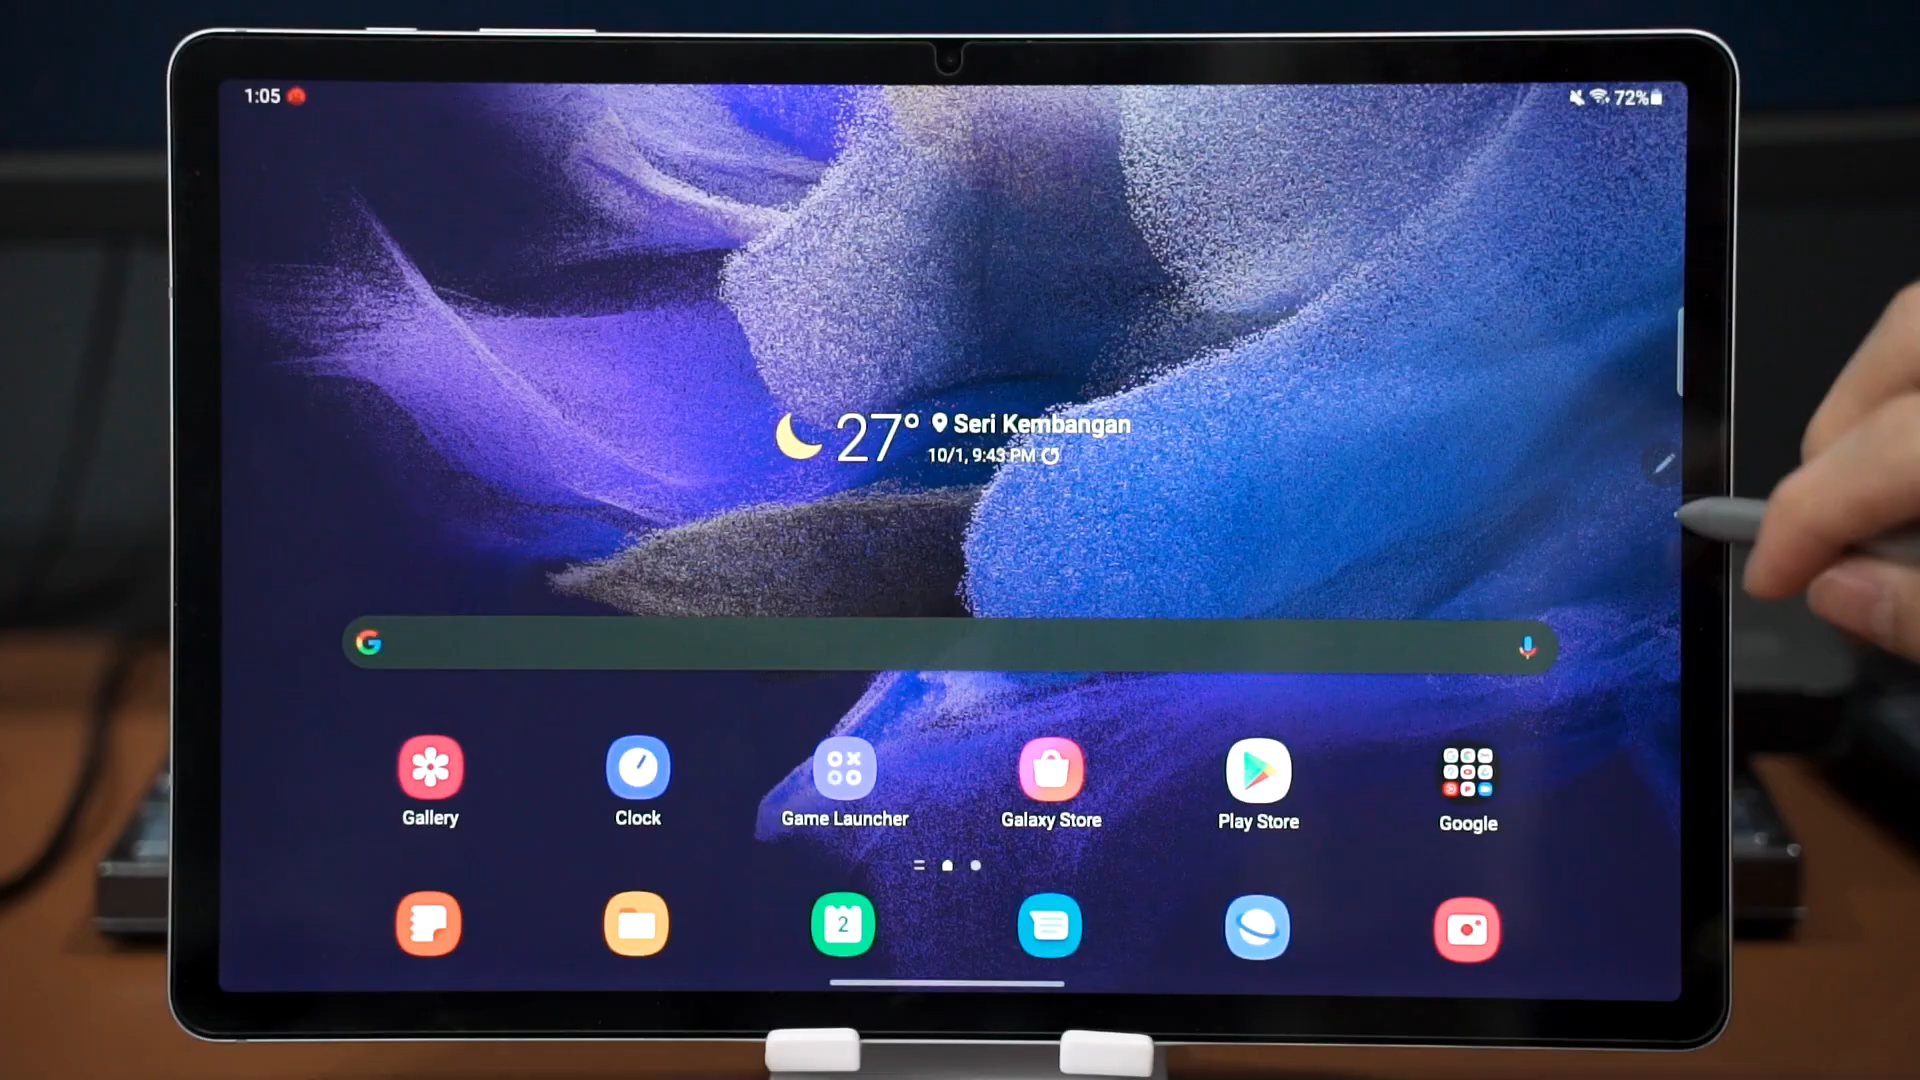 1:05
72%
27° Seri Kembangan
10/1, 9:43 PM
Gallery
Clock
Game Launcher
Galaxy Store
Play Store
Google
2